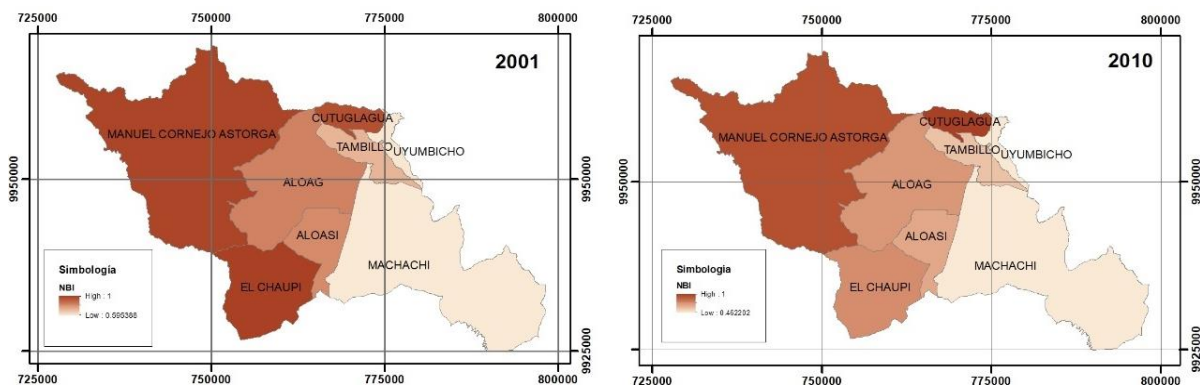 725000 750000 775000 800000
2001
CUTUGLAGUA
MANUEL CORNEJO ASTORGA
TAMBILLO
UYUMBICHO
9950000 9950000
ALOAG
ALOASI
MACHACHI
EL CHAUPI
Simbología
NBI
High : 1
Low : 0.595388
9925000 9925000
725000 750000 775000 800000
725000 750000 775000 800000
2010
CUTUGLAGUA
MANUEL CORNEJO ASTORGA
TAMBILLO
UYUMBICHO
9950000 9950000
ALOAG
ALOASI
MACHACHI
EL CHAUPI
Simbología
NBI
High : 1
Low : 0.462202
9925000 9925000
725000 750000 775000 800000